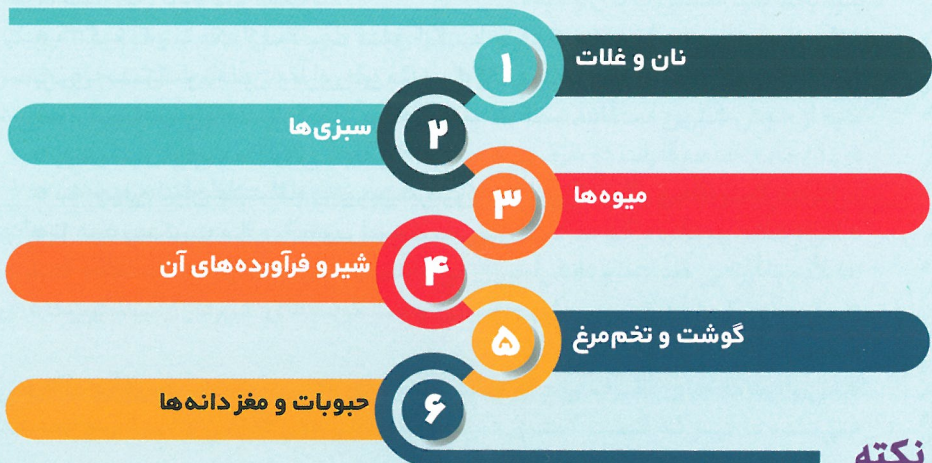 ۱ نان و غلات
۲ سبزی‌ها
۳ میوه‌ها
۴ شیر و فرآورده‌های آن
۵ گوشت و تخم‌مرغ
۶ حبوبات و مغز دانه‌ها
نکته